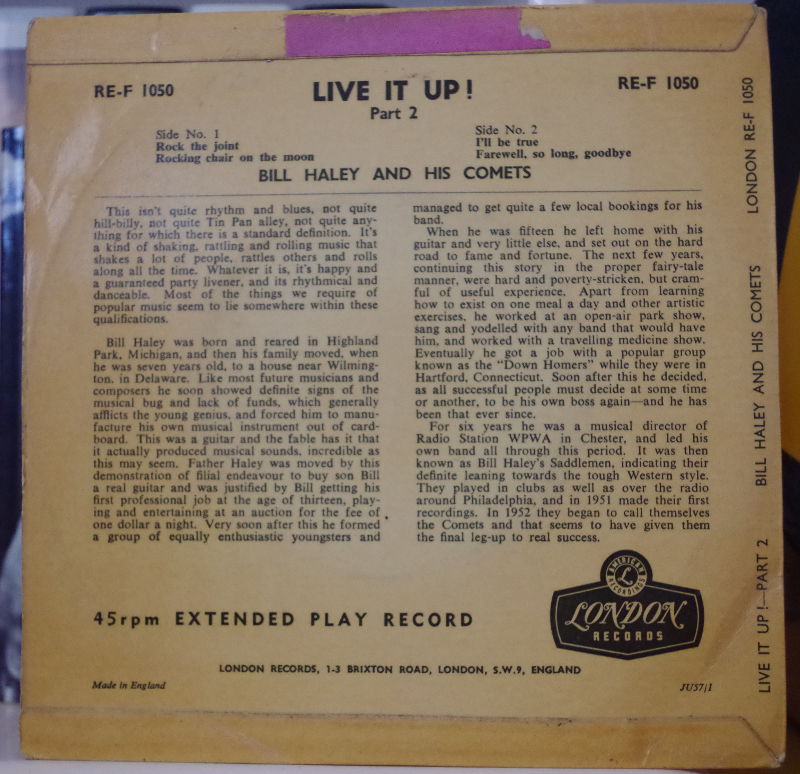 RE-F 1050
LIVE IT UP!
RE-F 1050
Part 2
Side No. 1
Rock the joint
Rocking chair on the moon
Side No. 2
I'll be true
Farewell, so long, goodbye
BILL HALEY AND HIS COMETS
This isn't quite rhythm and blues, not quite
hill-billy, not quite Tin Pan alley, not quite any-
thing for which there is a standard definition. It's
a kind of shaking, rattling and rolling music that
shakes a lot of people, rattles others and rolls
along all the time. Whatever it is, it's happy and
a guaranteed party livener, and its rhythmical and
danceable. Most of the things we require of
popular music seem to lie somewhere within these
qualifications.
Bill Haley was born and reared in Highland
Park, Michigan, and then his family moved, when
he was seven years old, to a house near Wilming-
ton, in Delaware. Like most future musicians and
composers he soon showed definite signs of the
musical bug and lack of funds, which generally
afflicts the young genius, and forced him to manu-
facture his own musical instrument out of card-
board. This was a guitar and the fable has it that
it actually produced musical sounds, incredible as
this may seem. Father Haley was moved by this
demonstration of filial endeavour to buy son Bill
a real guitar and was justified by Bill getting his
first professional job at the age of thirteen, play-
ing and entertaining at an auction for the fee of
one dollar a night. Very soon after this he formed
a group of equally enthusiastic youngsters and
managed to get quite a few local bookings for his
band.
When he was fifteen he left home with his
guitar and very little else, and set out on the hard
road to fame and fortune. The next few years,
continuing this story in the proper fairy-tale
manner, were hard and poverty-stricken, but cram-
ful of useful experience. Apart from learning
how to exist on one meal a day and other artistic
exercises, he worked at an open-air park show,
sang and yodelled with any band that would have
him, and worked with a travelling medicine show.
Eventually he got a job with a popular group
known as the "Down Homers" while they were in
Hartford, Connecticut. Soon after this he decided,
as all successful people must decide at some time
or another, to be his own boss again—and he has
been that ever since.
For six years he was a musical director of
Radio Station WPWA in Chester, and led his
own band all through this period. It was then
known as Bill Haley's Saddlemen, indicating their
definite leaning towards the tough Western style.
They played in clubs as well as over the radio
around Philadelphia, and in 1951 made their first
recordings. In 1952 they began to call themselves
the Comets and that seems to have given them
the final leg-up to real success.
45rpm EXTENDED PLAY RECORD
AMERICAN
L
RECORDINGS
LONDON
RECORDS
LONDON RECORDS, 1-3 BRIXTON ROAD, LONDON, S.W.9, ENGLAND
Made in England
JU57/1
LIVE IT UP!—PART 2 BILL HALEY AND HIS COMETS LONDON RE-F 1050